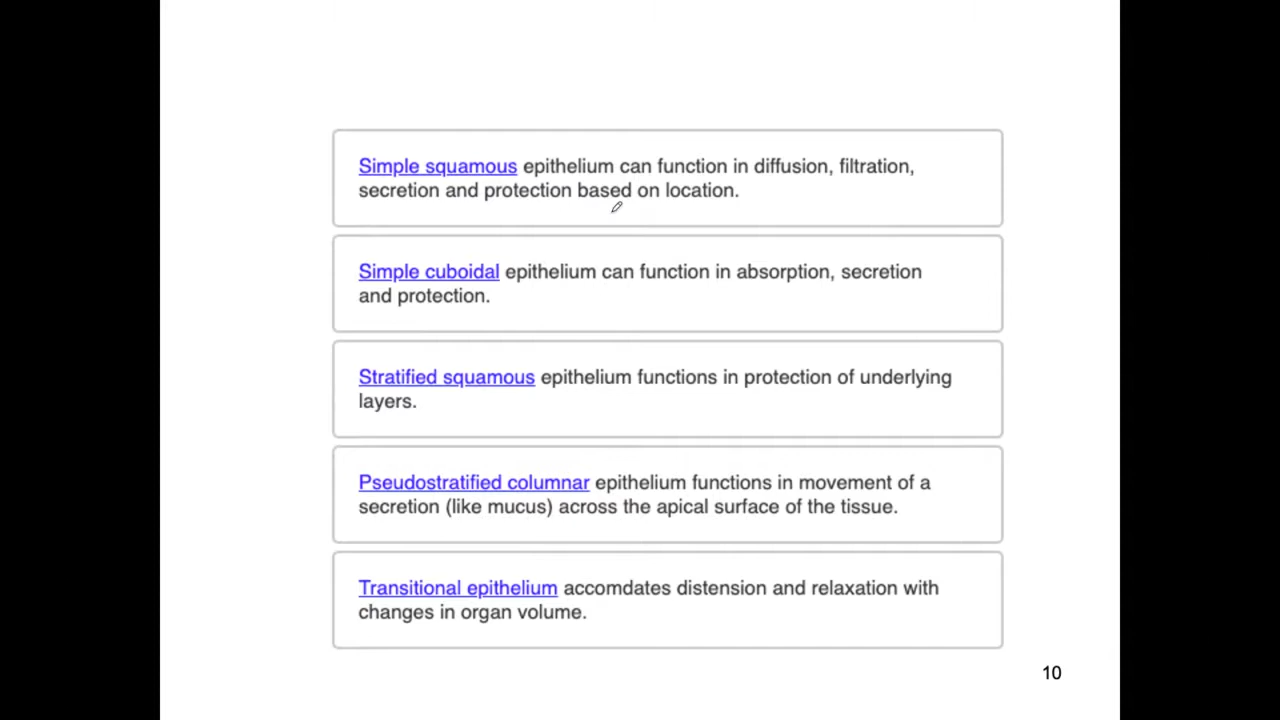 Simple squamous epithelium can function in diffusion, filtration,
secretion and protection based on location.
Simple cuboidal epithelium can function in absorption, secretion
and protection.
Stratified squamous epithelium functions in protection of underlying
layers.
Pseudostratified columnar epithelium functions in movement of a
secretion (like mucus) across the apical surface of the tissue.
Transitional epithelium accomdates distension and relaxation with
changes in organ volume.
10